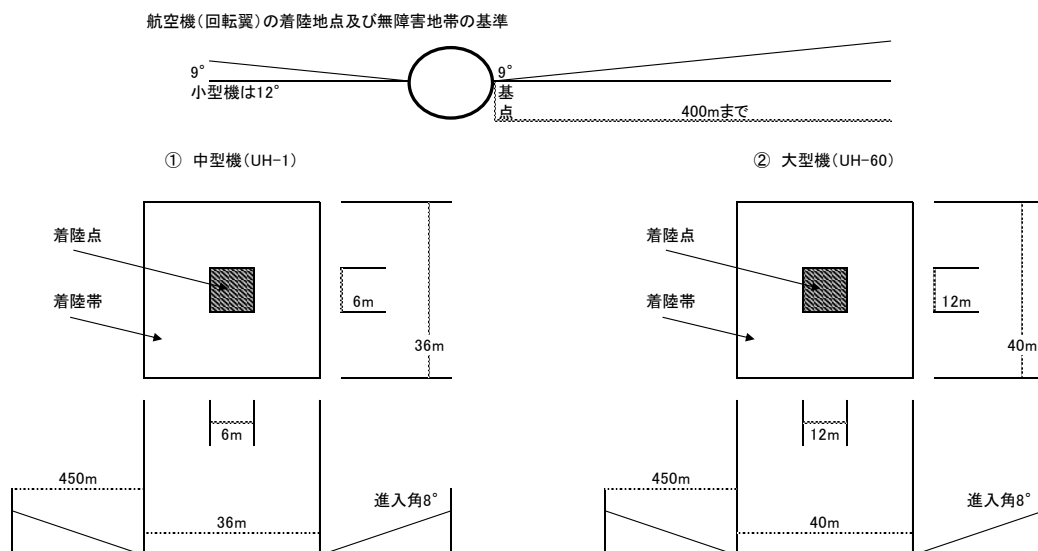 航空機(回転翼)の着陸地点及び無障害地帯の基準
9°
9°
小型機は12°
基点
400mまで
① 中型機(UH-1)
② 大型機(UH-60)
着陸点
着陸帯
6m
36m
6m
450m
進入角8°
36m
着陸点
着陸帯
12m
40m
12m
450m
進入角8°
40m